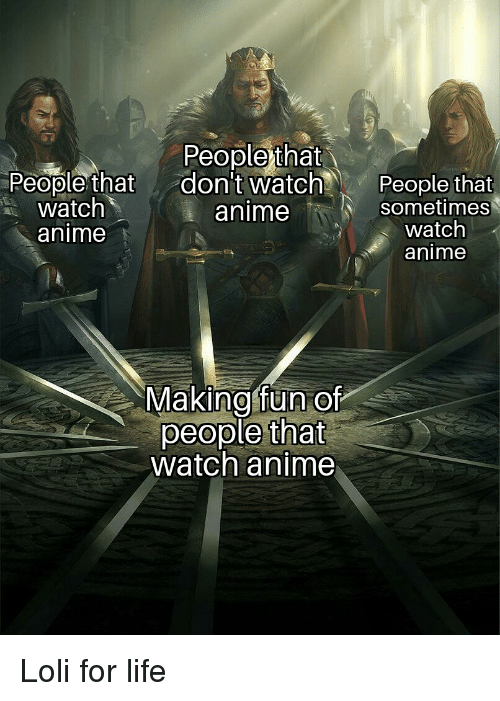 People that
don't watch
anime
People that
watch
anime
People that
sometimes
watch
anime
Making fun of
people that
watch anime
Loli for life